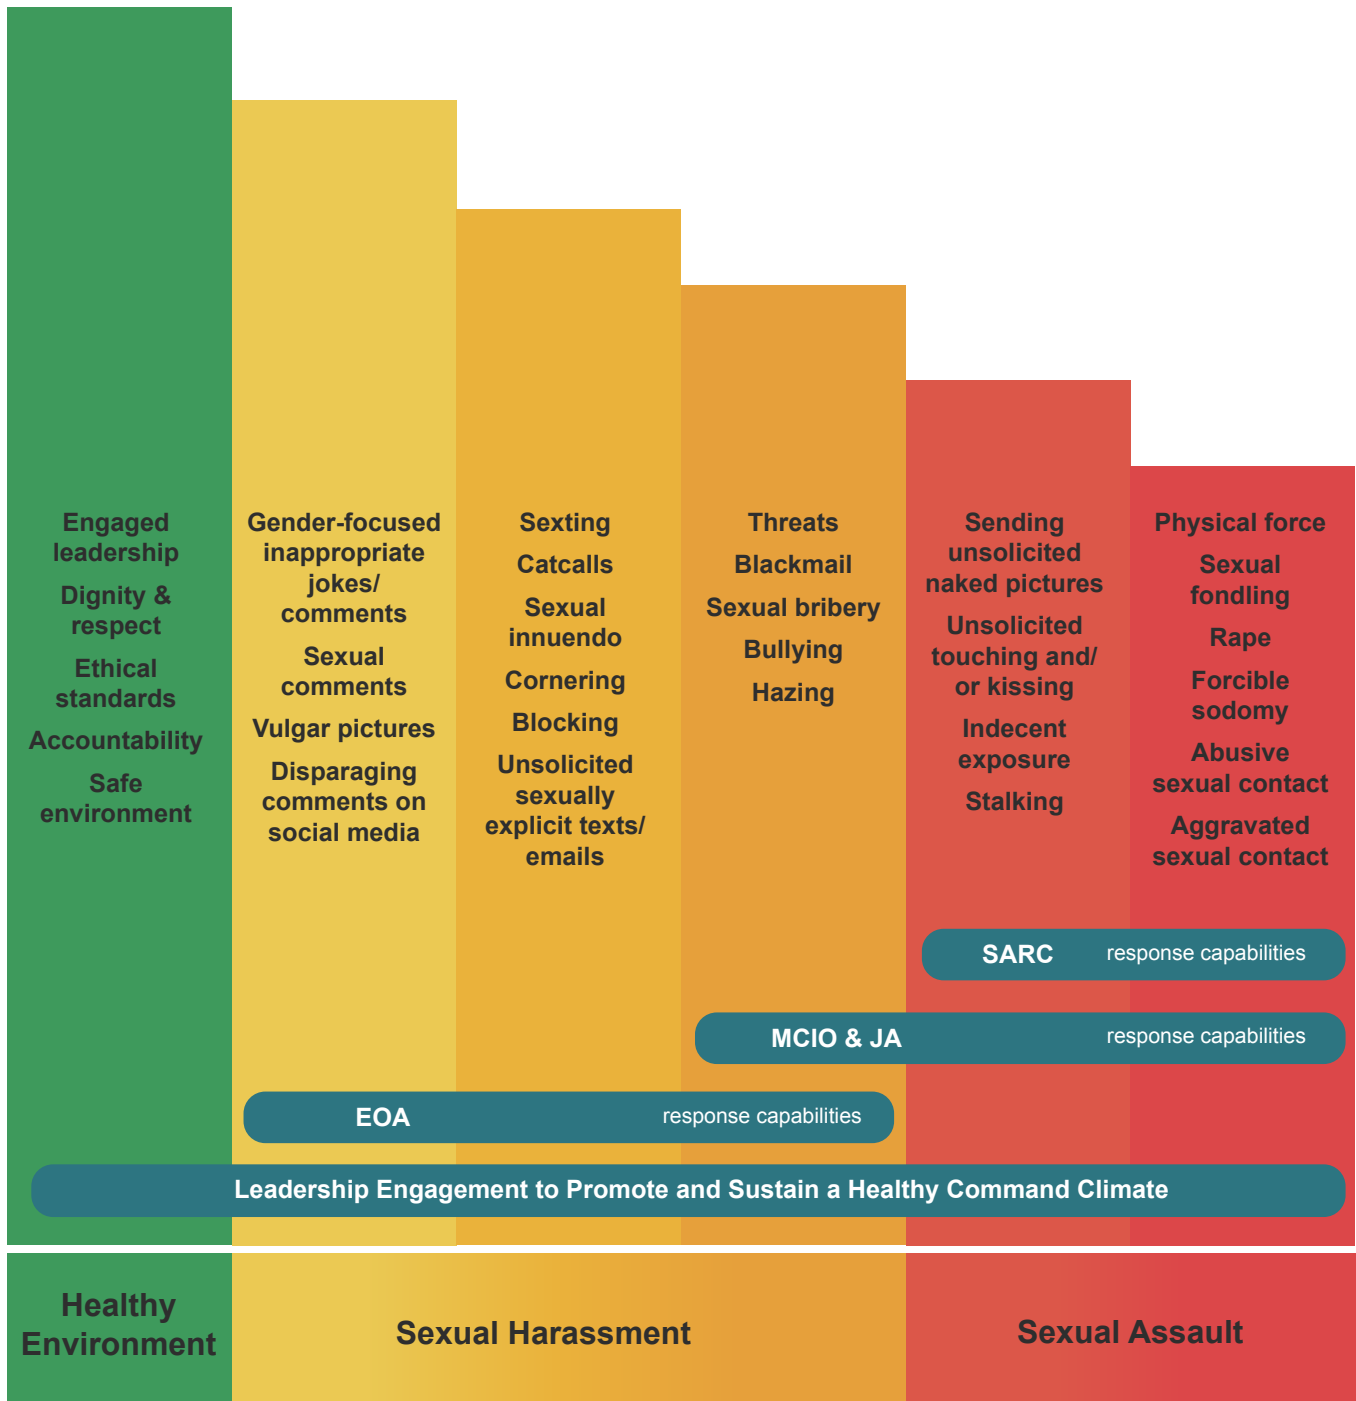 Engaged
leadership
Dignity &
respect
Ethical
standards
Accountability
Safe
environment
Gender-focused
inappropriate
jokes/
comments
Sexual
comments
Vulgar pictures
Disparaging
comments on
social media
Sexting
Catcalls
Sexual
innuendo
Cornering
Blocking
Unsolicited
sexually
explicit texts/
emails
Threats
Blackmail
Sexual bribery
Bullying
Hazing
Sending
unsolicited
naked pictures
Unsolicited
touching and/
or kissing
Indecent
exposure
Stalking
Physical force
Sexual
fondling
Rape
Forcible
sodomy
Abusive
sexual contact
Aggravated
sexual contact
SARC response capabilities
MCIO & JA response capabilities
EOA response capabilities
Leadership Engagement to Promote and Sustain a Healthy Command Climate
Healthy
Environment
Sexual Harassment
Sexual Assault